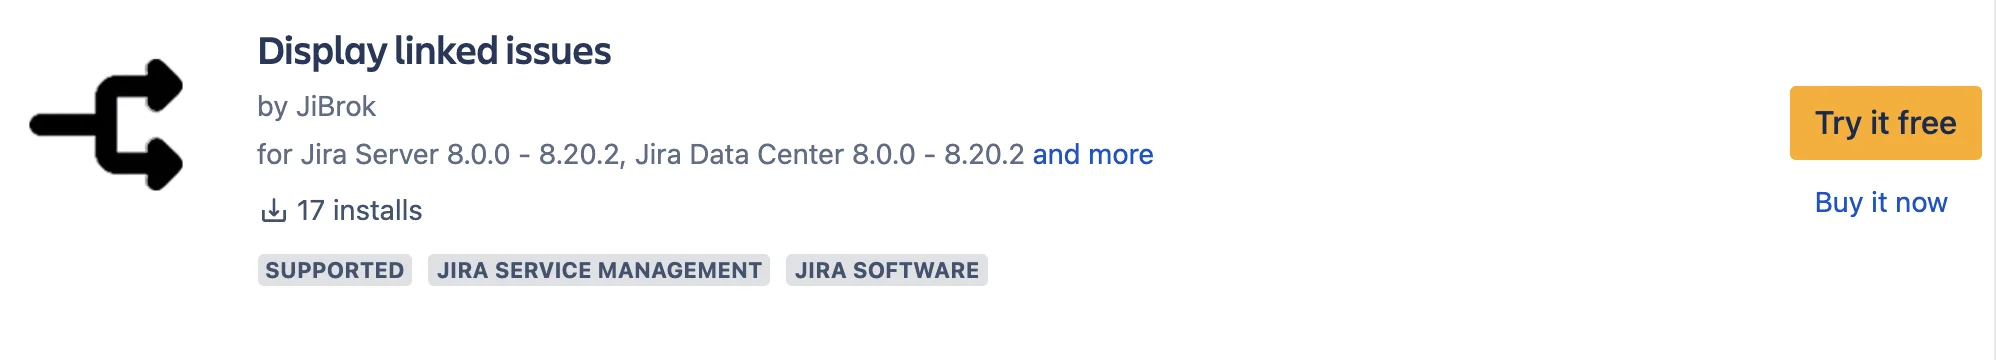 Display linked issues
by JiBrok
for Jira Server 8.0.0 - 8.20.2, Jira Data Center 8.0.0 - 8.20.2 and more
17 installs
SUPPORTED JIRA SERVICE MANAGEMENT JIRA SOFTWARE
Try it free
Buy it now